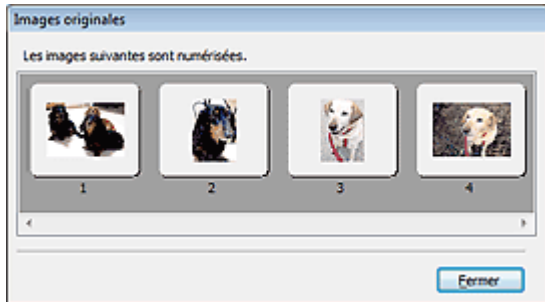 Images originales
Les images suivantes sont numérisées.
1 2 3 4
Fermer